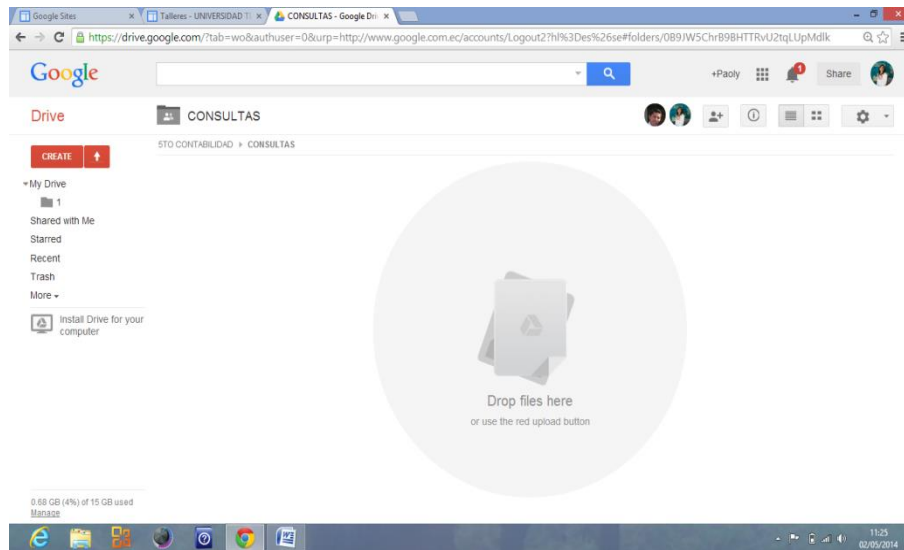 Google Sites
Talleres - UNIVERSIDAD T
CONSULTAS - Google Dri
https://drive.google.com/?tab=wo&authuser=0&urp=http://www.google.com.ec/accounts/Logout2?hl%3Des%26se#folders/0B9JW5ChrB9BHTTRvU2tqLUpMdlk
Google
+Paoly
1
Share
Drive
CONSULTAS
CREATE
5TO CONTABILIDAD CONSULTAS
My Drive
1
Shared with Me
Starred
Recent
Trash
More
Install Drive for your
computer
Drop files here
or use the red upload button
0.68 GB (4%) of 15 GB used
Manage
11:25
02/05/2014